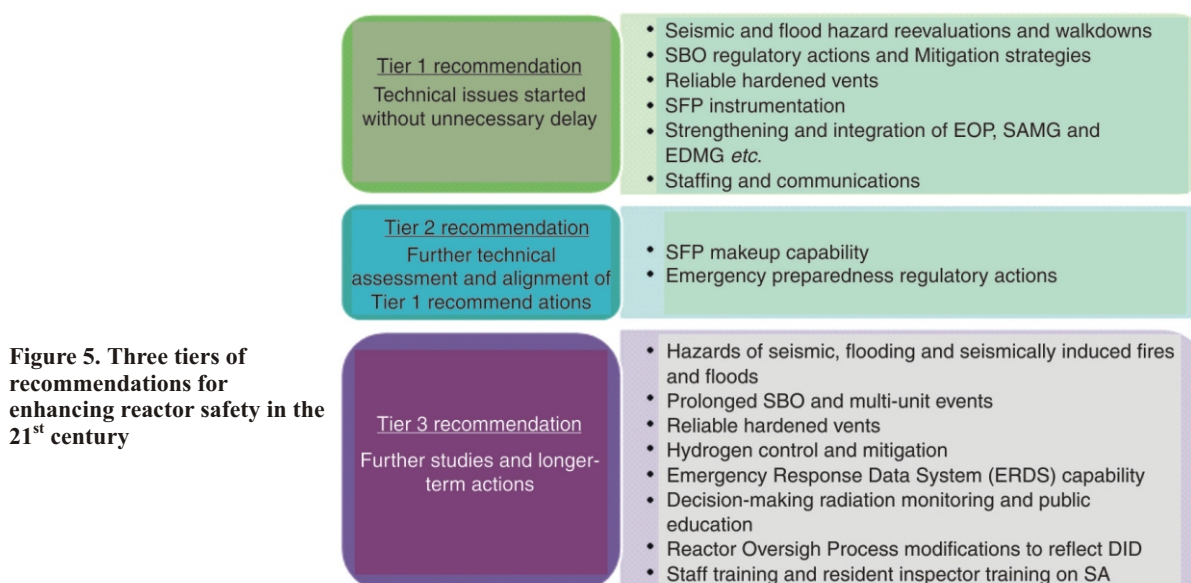 Tier 1 recommendation
Technical issues started
without unnecessary delay
• Seismic and flood hazard reevaluations and walkdowns
• SBO regulatory actions and Mitigation strategies
• Reliable hardened vents
• SFP instrumentation
• Strengthening and integration of EOP, SAMG and
EDMG etc.
• Staffing and communications
Tier 2 recommendation
Further technical
assessment and alignment of
Tier 1 recommend ations
• SFP makeup capability
• Emergency preparedness regulatory actions
Figure 5. Three tiers of
recommendations for
enhancing reactor safety in the
21st century
Tier 3 recommendation
Further studies and longer-
term actions
• Hazards of seismic, flooding and seismically induced fires
and floods
• Prolonged SBO and multi-unit events
• Reliable hardened vents
• Hydrogen control and mitigation
• Emergency Response Data System (ERDS) capability
• Decision-making radiation monitoring and public
education
• Reactor Oversigh Process modifications to reflect DID
• Staff training and resident inspector training on SA